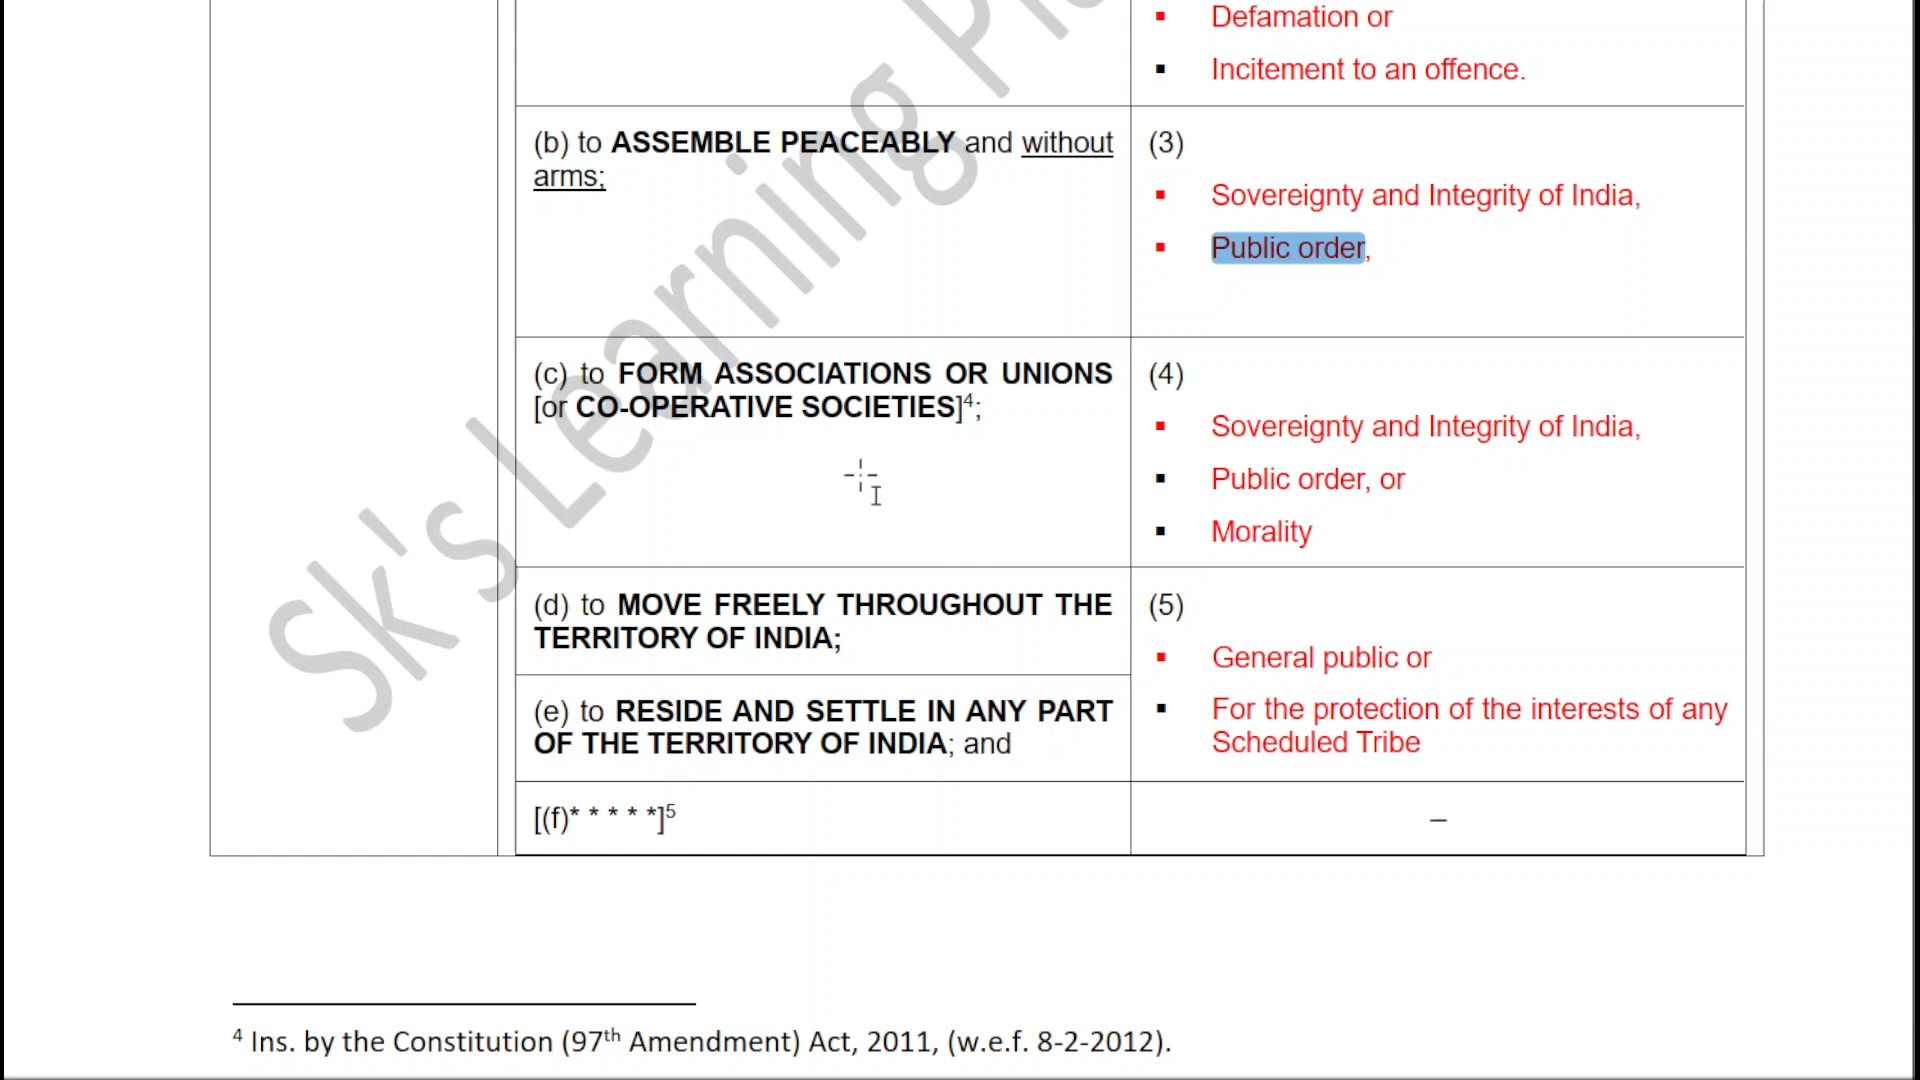 Defamation or
Incitement to an offence.
(b) to ASSEMBLE PEACEABLY and without
arms;
(3)
Sovereignty and Integrity of India,
Public order,
(c) to FORM ASSOCIATIONS OR UNIONS
[or CO-OPERATIVE SOCIETIES]4;
(4)
Sovereignty and Integrity of India,
Public order, or
Morality
(d) to MOVE FREELY THROUGHOUT THE
TERRITORY OF INDIA;
(e) to RESIDE AND SETTLE IN ANY PART
OF THE TERRITORY OF INDIA; and
(5)
General public or
For the protection of the interests of any
Scheduled Tribe
[(f)* * * * *]5
–
4 Ins. by the Constitution (97th Amendment) Act, 2011, (w.e.f. 8-2-2012).
Sk's Learning